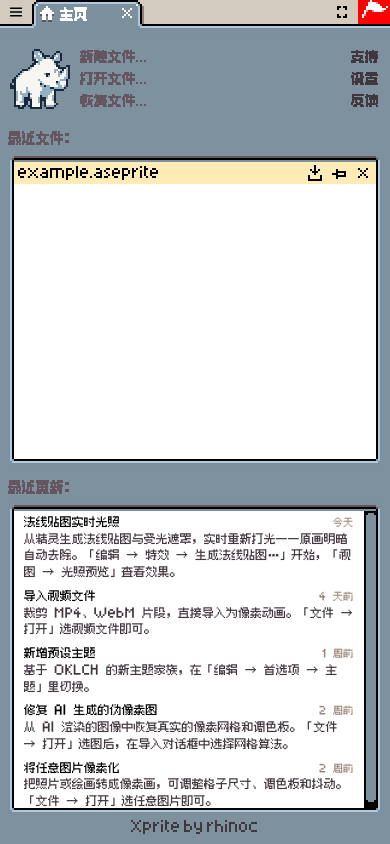 主页
新建文件...
支持
打开文件...
设置
恢复文件...
反馈
最近文件:
example.aseprite
最近更新:
法线贴图实时光照 今天
从精灵生成法线贴图与受光遮罩，实时重新打光——原画明暗
自动去除。「编辑 → 特效 → 生成法线贴图…」开始，「视
图 → 光照预览」查看效果。
导入视频文件 4 天前
裁剪 MP4、WebM 片段，直接导入为像素动画。「文件 →
打开」选视频文件即可。
新增预设主题 1 周前
基于 OKLCH 的新主题家族，在「编辑 → 首选项 → 主
题」里切换。
修复 AI 生成的伪像素图 2 周前
从 AI 渲染的图像中恢复真实的像素网格和调色板。「文件
→ 打开」选图后，在导入对话框中选择网格算法。
将任意图片像素化 2 周前
把照片或绘画转成像素画，可调整格子尺寸、调色板和抖动。
「文件 → 打开」选任意图片即可。
Xprite by rhinoc